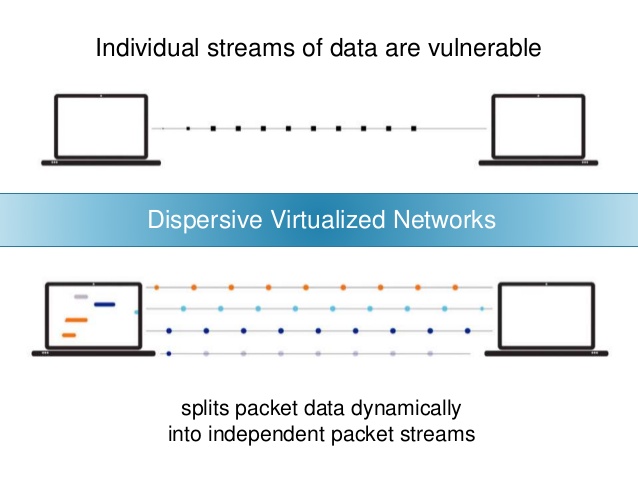 Individual streams of data are vulnerable
Dispersive Virtualized Networks
splits packet data dynamically
into independent packet streams